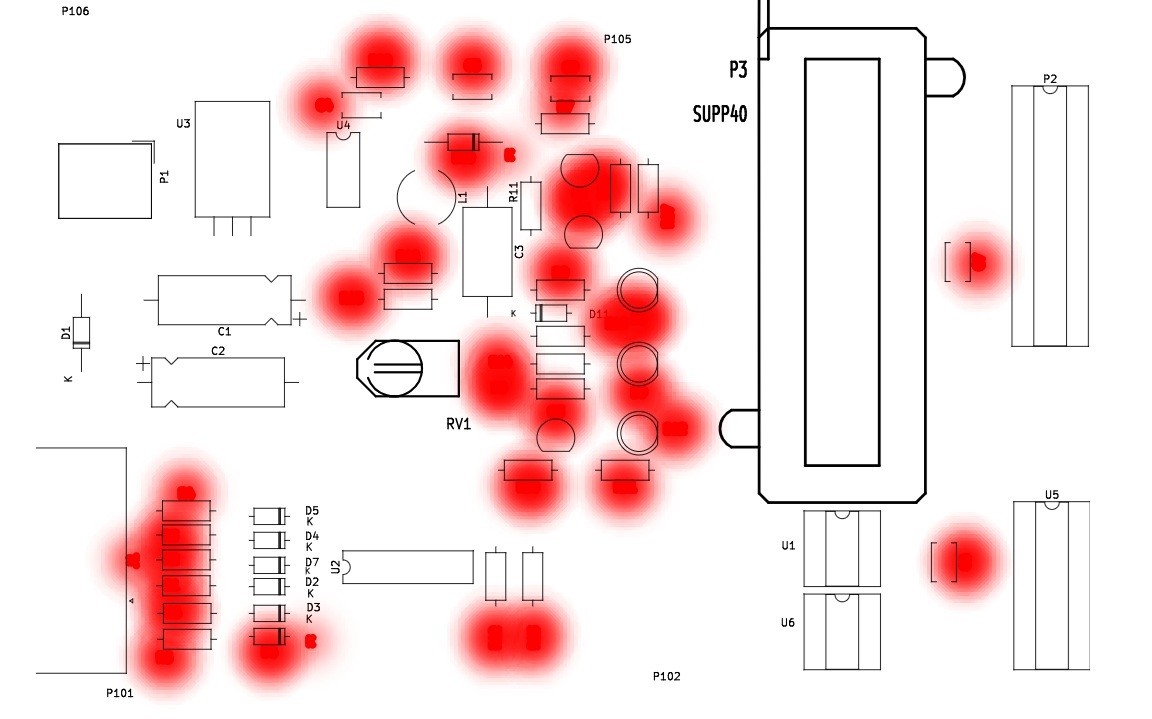 P106
P105
P3
P2
SUPP40
U3
U4
P1
L1
R11
C3
D11
K
C1
D1
C2
K
RV1
U5
D5
K
D4
K
U1
D7
K
U2
D2
K
D3
K
U6
P102
P101